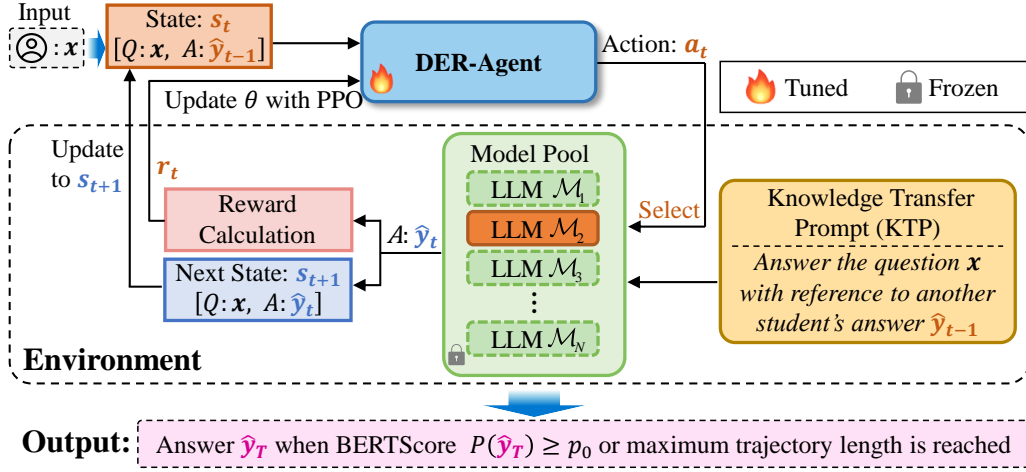 Input
: x
State: s_t
[Q: x, A: ŷ_{t-1}]
DER-Agent
Action: a_t
Update θ with PPO
Tuned
Frozen
Update
to s_{t+1}
r_t
Reward
Calculation
Next State: s_{t+1}
[Q: x, A: ŷ_t]
A: ŷ_t
Model Pool
LLM ℳ_1
LLM ℳ_2
LLM ℳ_3
⋮
LLM ℳ_N
Select
Knowledge Transfer
Prompt (KTP)
Answer the question x
with reference to another
student's answer ŷ_{t-1}
Environment
Output:
Answer ŷ_T when BERTScore P(ŷ_T) ≥ p_0 or maximum trajectory length is reached